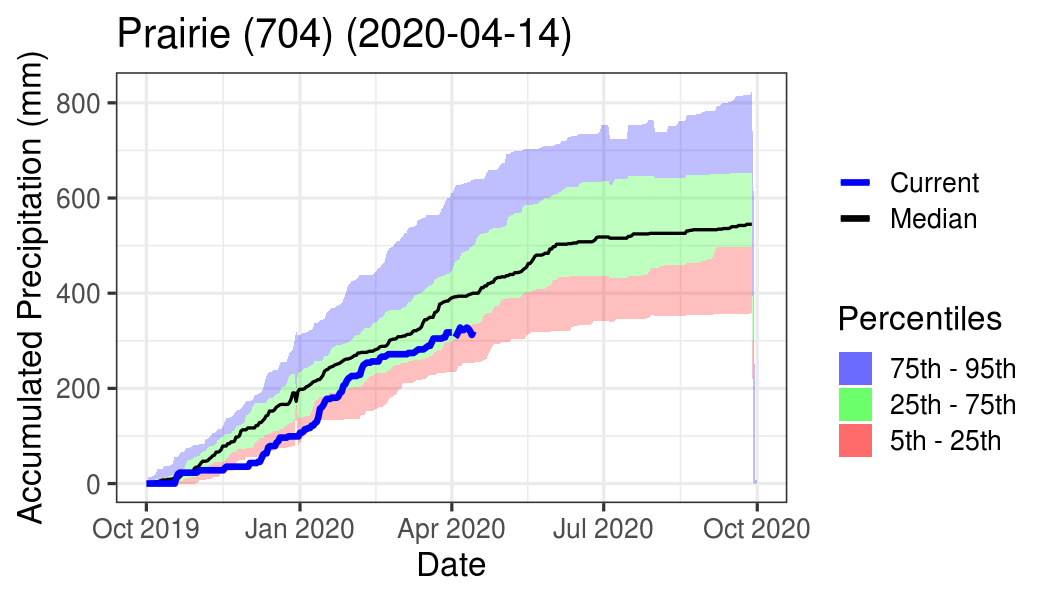 Prairie (704) (2020-04-14)
Accumulated Precipitation (mm)
800
600
400
200
0
Oct 2019
Jan 2020
Apr 2020
Jul 2020
Oct 2020
Date
Current
Median
Percentiles
75th - 95th
25th - 75th
5th - 25th